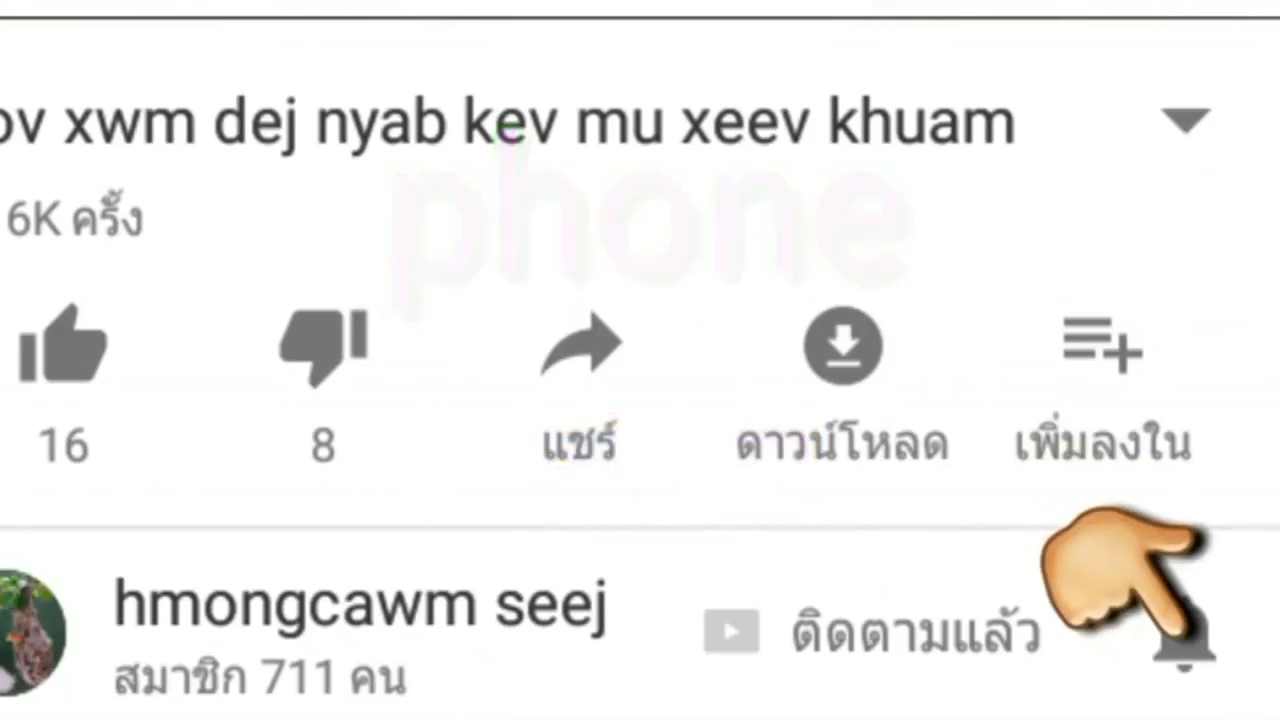 xwm dej nyab kev mu xeev khuam
6K ครั้ง
phone
16
8
แชร์
ดาวน์โหลด
เพิ่มลงใน
hmongcawm seej
ติดตามแล้ว
สมาชิก 711 คน